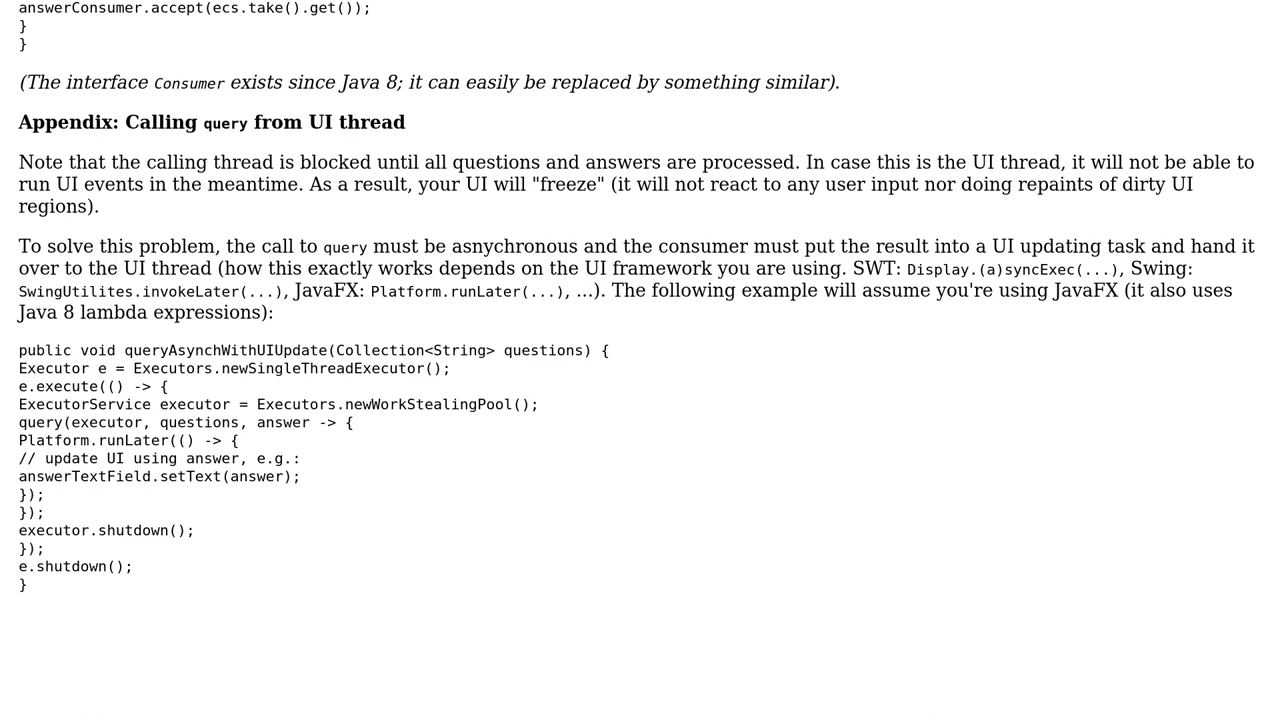 answerConsumer.accept(ecs.take().get());
}
}
(The interface Consumer exists since Java 8; it can easily be replaced by something similar).
Appendix: Calling query from UI thread
Note that the calling thread is blocked until all questions and answers are processed. In case this is the UI thread, it will not be able to
run UI events in the meantime. As a result, your UI will "freeze" (it will not react to any user input nor doing repaints of dirty UI
regions).
To solve this problem, the call to query must be asnychronous and the consumer must put the result into a UI updating task and hand it
over to the UI thread (how this exactly works depends on the UI framework you are using. SWT: Display.(a)syncExec(...), Swing:
SwingUtilites.invokeLater(...), JavaFX: Platform.runLater(...), ...). The following example will assume you're using JavaFX (it also uses
Java 8 lambda expressions):
public void queryAsynchWithUIUpdate(Collection<String> questions) {
Executor e = Executors.newSingleThreadExecutor();
e.execute(() -> {
ExecutorService executor = Executors.newWorkStealingPool();
query(executor, questions, answer -> {
Platform.runLater(() -> {
// update UI using answer, e.g.:
answerTextField.setText(answer);
});
});
executor.shutdown();
});
e.shutdown();
}